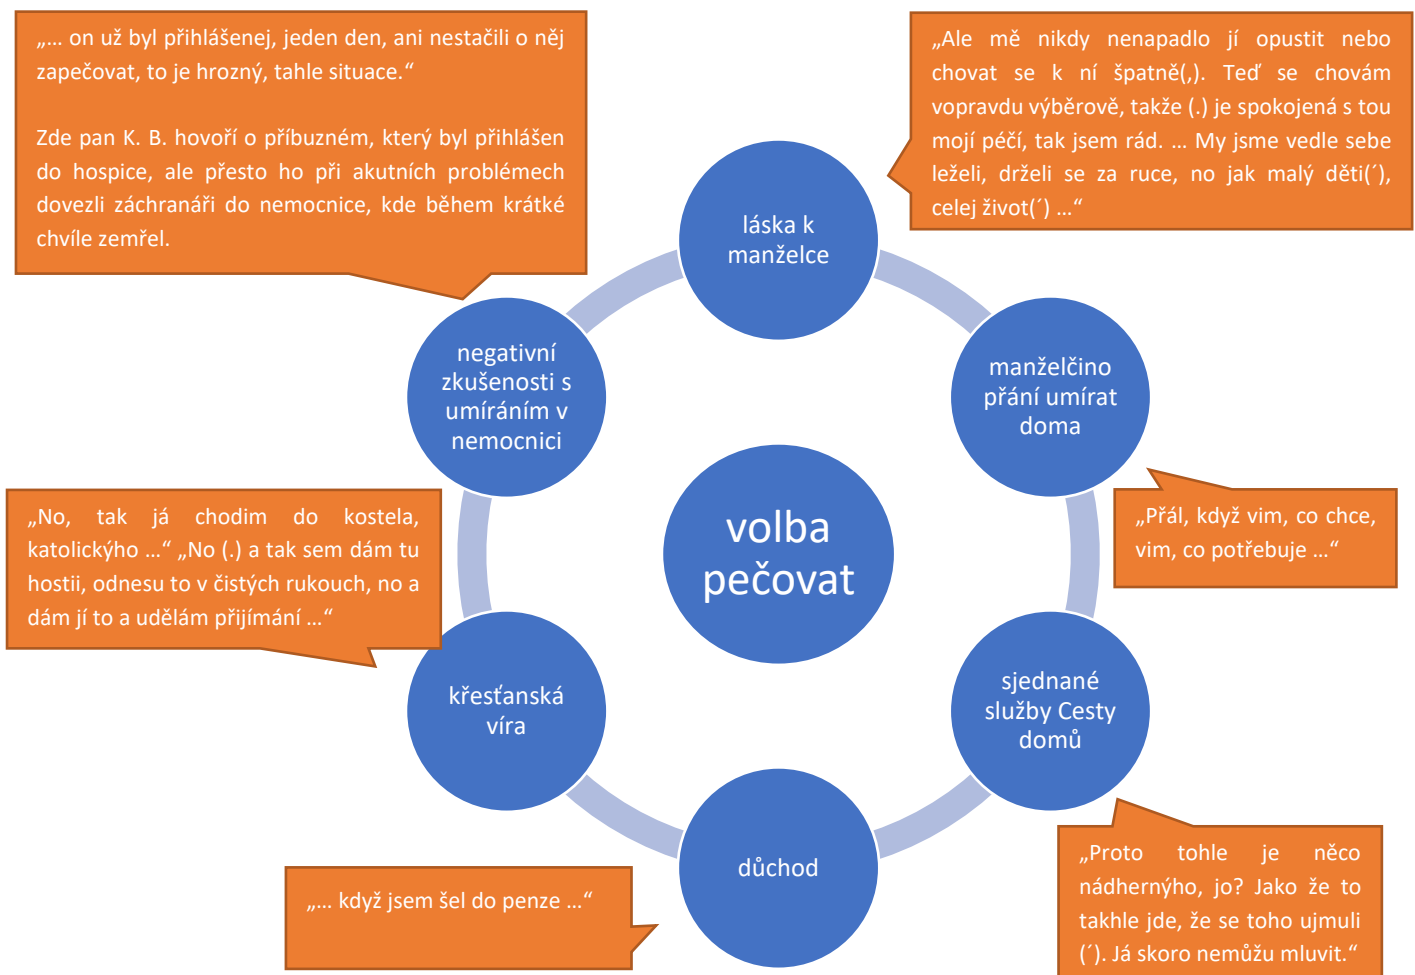 „… on už byl přihlášenej, jeden den, ani nestačili o něj
zapečovat, to je hrozný, tahle situace.“
Zde pan K. B. hovoří o příbuzném, který byl přihlášen
do hospice, ale přesto ho při akutních problémech
dovezli záchranáři do nemocnice, kde během krátké
chvíle zemřel.
„Ale mě nikdy nenapadlo jí opustit nebo
chovat se k ní špatně(,). Teď se chovám
vopravdu výběrově, takže (.) je spokojená s tou
mojí péčí, tak jsem rád. … My jsme vedle sebe
leželi, drželi se za ruce, no jak malý děti(´),
celej život(´) …“
láska k
manželce
negativní
zkušenosti s
umíráním v
nemocnici
manželčino
přání umírat
doma
„No, tak já chodim do kostela,
katolickýho …“ „No (.) a tak sem dám tu
hostii, odnesu to v čistých rukouch, no a
dám jí to a udělám přijímání …“
volba
pečovat
„Přál, když vim, co chce,
vim, co potřebuje …“
křesťanská
víra
sjednané
služby Cesty
domů
důchod
„… když jsem šel do penze …“
„Proto tohle je něco
nádhernýho, jo? Jako že to
takhle jde, že se toho ujmuli
(´). Já skoro nemůžu mluvit.“